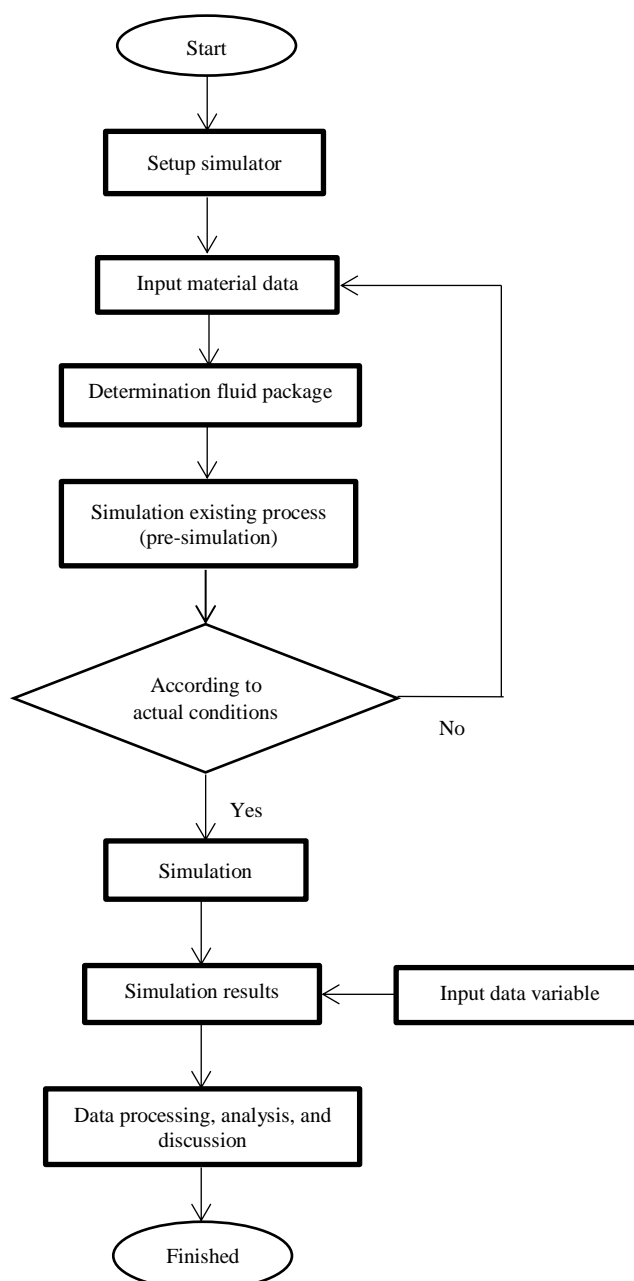 Start
Setup simulator
Input material data
Determination fluid package
Simulation existing process
(pre-simulation)
According to
actual conditions
No
Yes
Simulation
Simulation results
Input data variable
Data processing, analysis, and
discussion
Finished